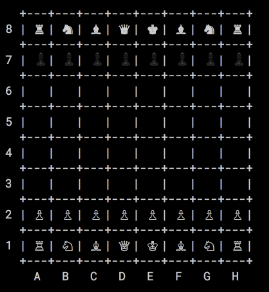 +---+---+---+---+---+---+---+---+
8 | ♜ | ♞ | ♝ | ♛ | ♚ | ♝ | ♞ | ♜ |
+---+---+---+---+---+---+---+---+
7 | ♟ | ♟ | ♟ | ♟ | ♟ | ♟ | ♟ | ♟ |
+---+---+---+---+---+---+---+---+
6 | | | | | | | | |
+---+---+---+---+---+---+---+---+
5 | | | | | | | | |
+---+---+---+---+---+---+---+---+
4 | | | | | | | | |
+---+---+---+---+---+---+---+---+
3 | | | | | | | | |
+---+---+---+---+---+---+---+---+
2 | ♙ | ♙ | ♙ | ♙ | ♙ | ♙ | ♙ | ♙ |
+---+---+---+---+---+---+---+---+
1 | ♖ | ♘ | ♗ | ♕ | ♔ | ♗ | ♘ | ♖ |
+---+---+---+---+---+---+---+---+
A B C D E F G H